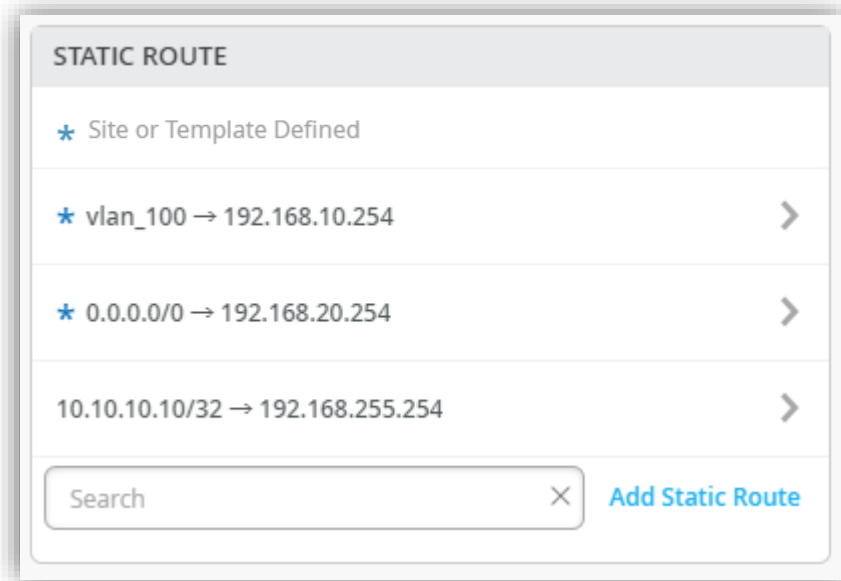 STATIC ROUTE
* Site or Template Defined
* vlan_100 → 192.168.10.254
* 0.0.0.0/0 → 192.168.20.254
10.10.10.10/32 → 192.168.255.254
Search Add Static Route